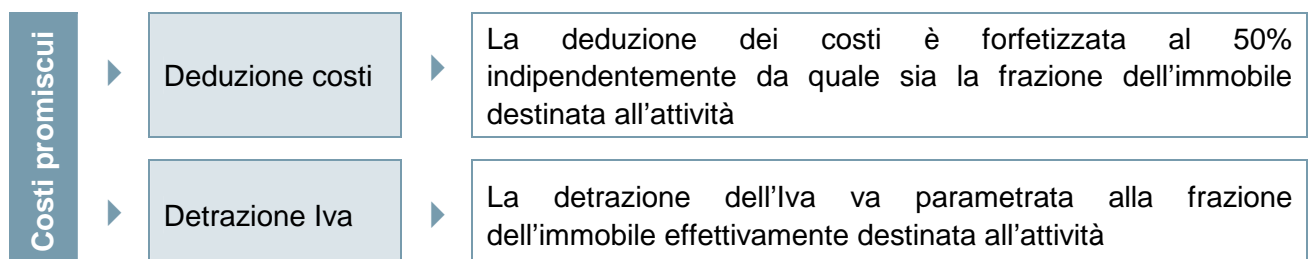 Costi promiscui
Deduzione costi
La deduzione dei costi è forfetizzata al 50%
indipendentemente da quale sia la frazione dell’immobile
destinata all’attività
Detrazione Iva
La detrazione dell’Iva va parametrata alla frazione
dell’immobile effettivamente destinata all’attività